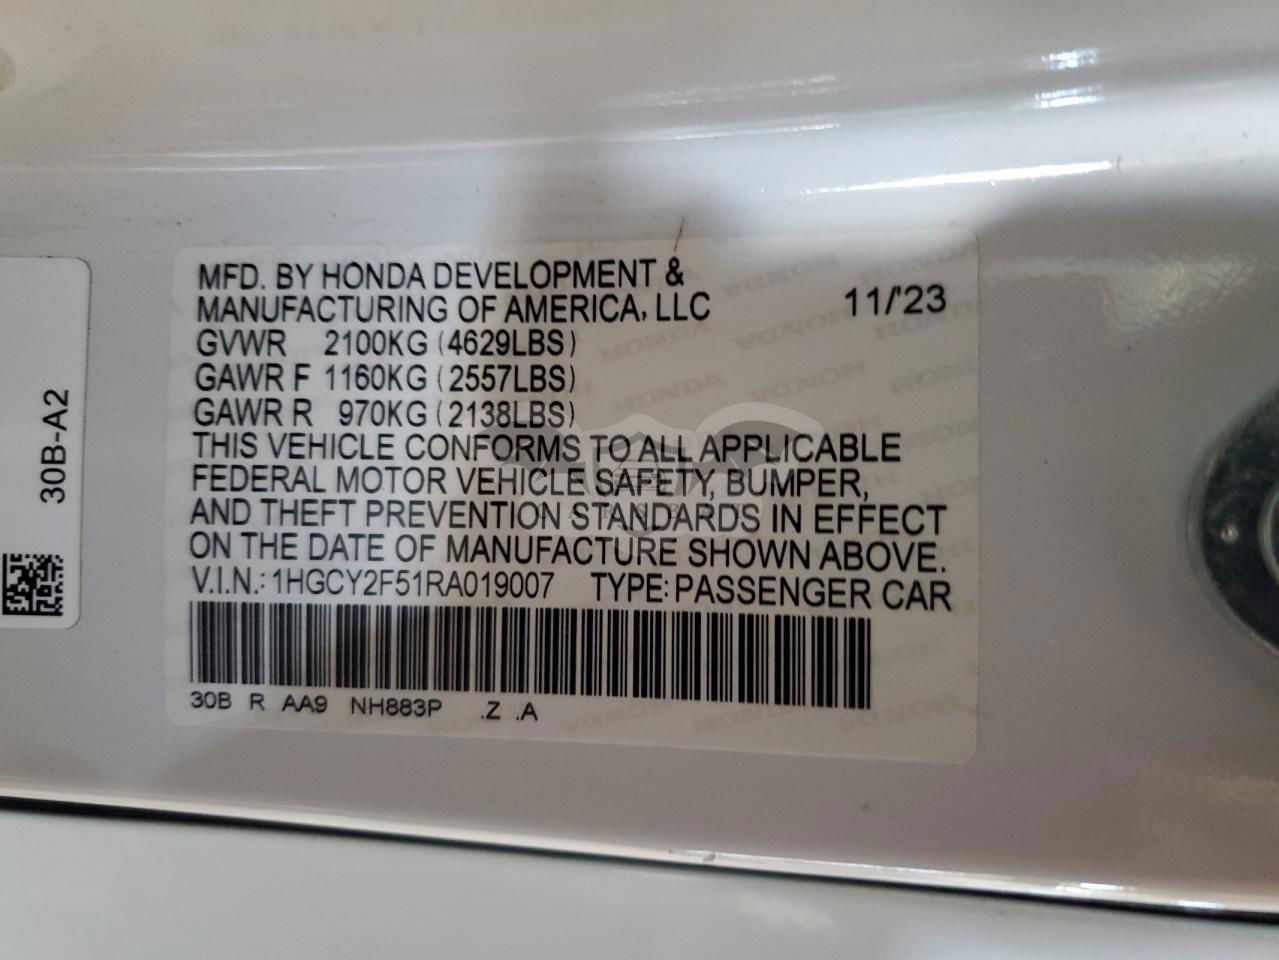 MFD. BY HONDA DEVELOPMENT &
MANUFACTURING OF AMERICA, LLC 11/'23
GVWR 2100KG (4629LBS)
GAWR F 1160KG (2557LBS)
GAWR R 970KG (2138LBS)
THIS VEHICLE CONFORMS TO ALL APPLICABLE
FEDERAL MOTOR VEHICLE SAFETY, BUMPER,
AND THEFT PREVENTION STANDARDS IN EFFECT
ON THE DATE OF MANUFACTURE SHOWN ABOVE.
V.I.N.: 1HGCY2F51RA019007 TYPE: PASSENGER CAR
30B R AA9 NH883P .Z .A
30B-A2